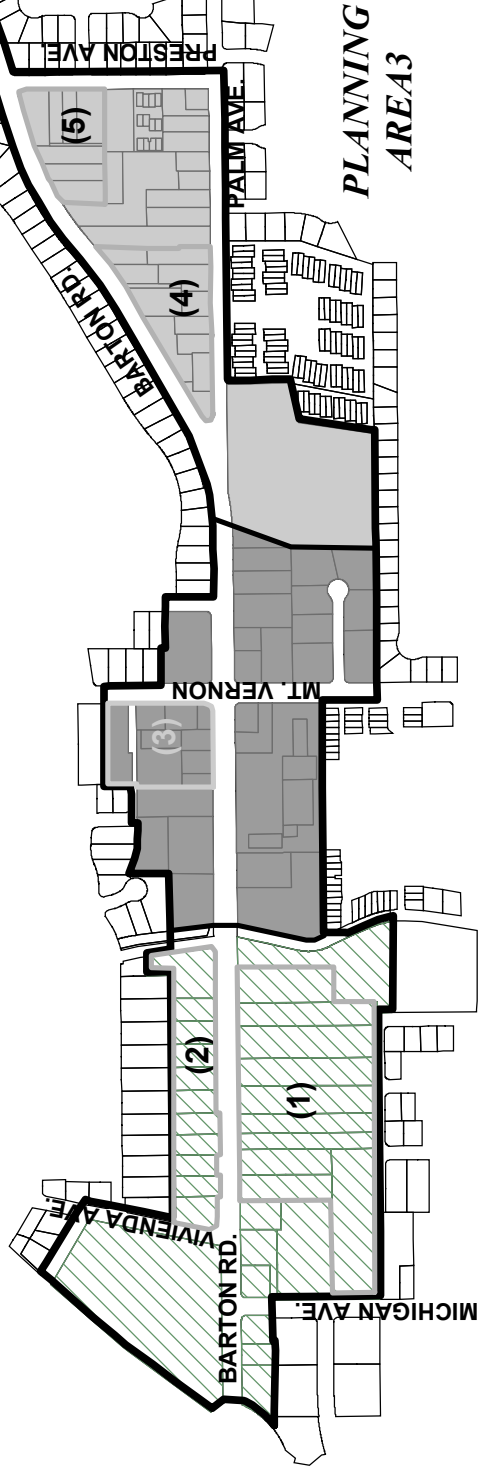 PRESTON AVE.
(5)
PALM AVE.
PLANNING
AREA3
BARTON RD.
(4)
MT. VERNON
(3)
(2)
(1)
VIVIENDA AVE.
BARTON RD.
MICHIGAN AVE.